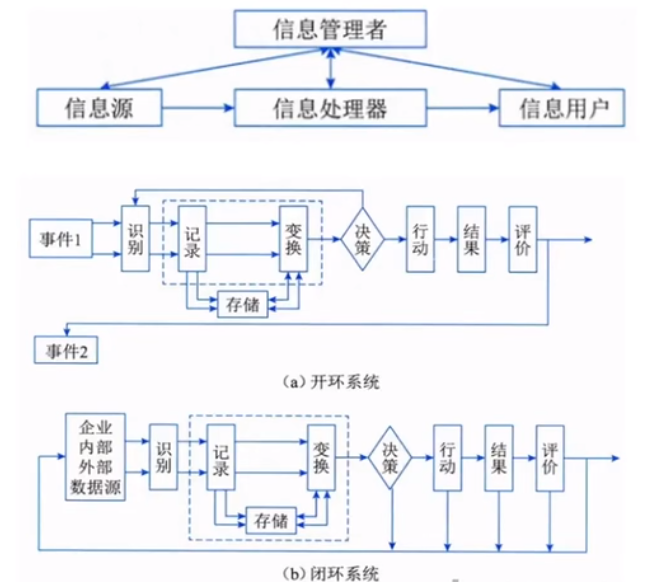 信息管理者
信息源
信息处理器
信息用户
事件1
识别
记录
变换
存储
决策
行动
结果
评价
事件2
（a）开环系统
企业
内部
外部
数据源
识别
记录
变换
存储
决策
行动
结果
评价
（b）闭环系统